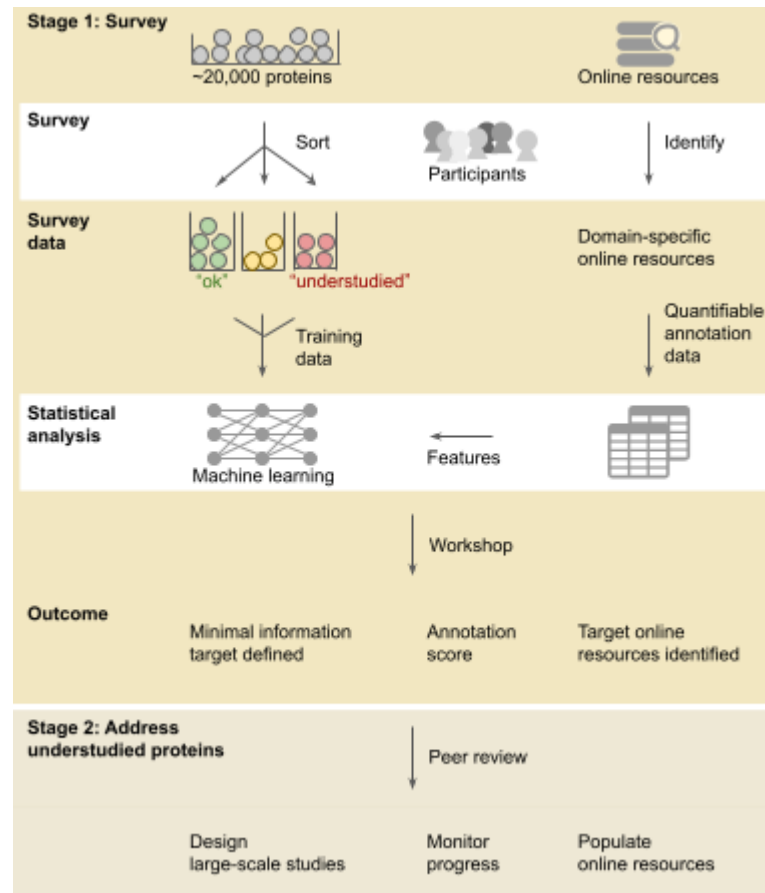 Stage 1: Survey
~20,000 proteins
Online resources
Survey
Sort
Participants
Identify
Survey
data
"ok"
"understudied"
Domain-specific
online resources
Training
data
Quantifiable
annotation
data
Statistical
analysis
Machine learning
Features
Workshop
Outcome
Minimal information
target defined
Annotation
score
Target online
resources identified
Stage 2: Address
understudied proteins
Peer review
Design
large-scale studies
Monitor
progress
Populate
online resources